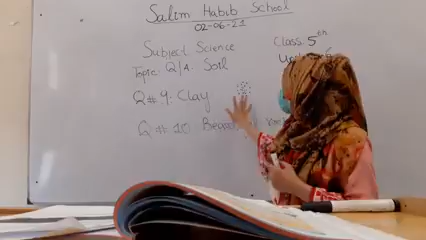 Salim Habib School
02-06-21
Subject: Science
Class: 5th
Topic: Q/A. Soil
Q# 9: Clay
Q# 10